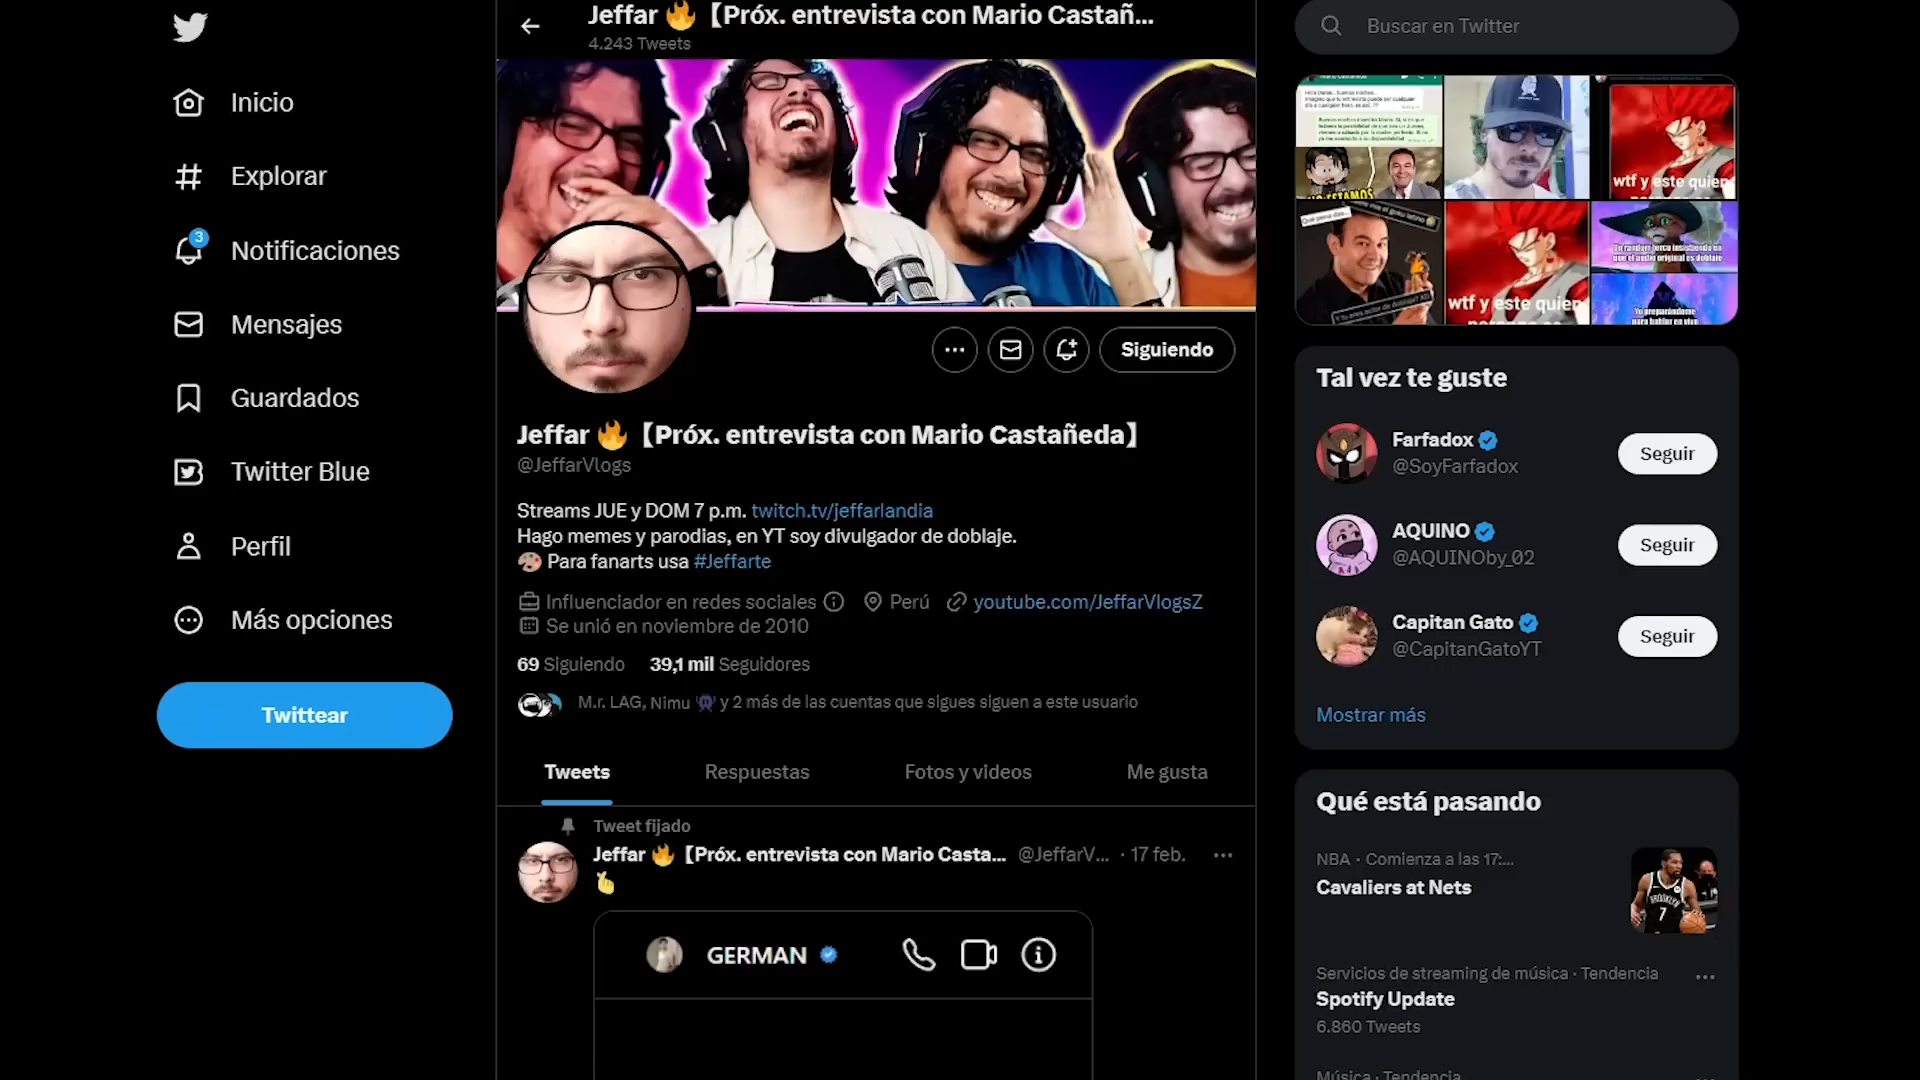 Inicio
Explorar
3
Notificaciones
Mensajes
Guardados
Twitter Blue
Perfil
Más opciones
Twittear
Jeffar 🔥【Próx. entrevista con Mario Castañ...
4.243 Tweets
Siguiendo
Jeffar 🔥【Próx. entrevista con Mario Castañeda】
@JeffarVlogs
Streams JUE y DOM 7 p.m. twitch.tv/jeffarlandia
Hago memes y parodias, en YT soy divulgador de doblaje.
🎨 Para fanarts usa #Jeffarte
Influenciador en redes sociales Perú youtube.com/JeffarVlogsZ
Se unió en noviembre de 2010
69 Siguiendo 39,1 mil Seguidores
M.r. LAG, Nimu y 2 más de las cuentas que sigues siguen a este usuario
Tweets Respuestas Fotos y videos Me gusta
Tweet fijado
Jeffar 🔥【Próx. entrevista con Mario Casta... @JeffarV... · 17 feb.
GERMAN
7
Buscar en Twitter
wtf y este quien
wtf y este quien
Tal vez te guste
Farfadox
@SoyFarfadox
Seguir
AQUINO
@AQUINOby_02
Seguir
Capitan Gato
@CapitanGatoYT
Seguir
Mostrar más
Qué está pasando
NBA · Comienza a las 17:...
Cavaliers at Nets
Servicios de streaming de música · Tendencia
Spotify Update
6.860 Tweets
Música · Tendencia